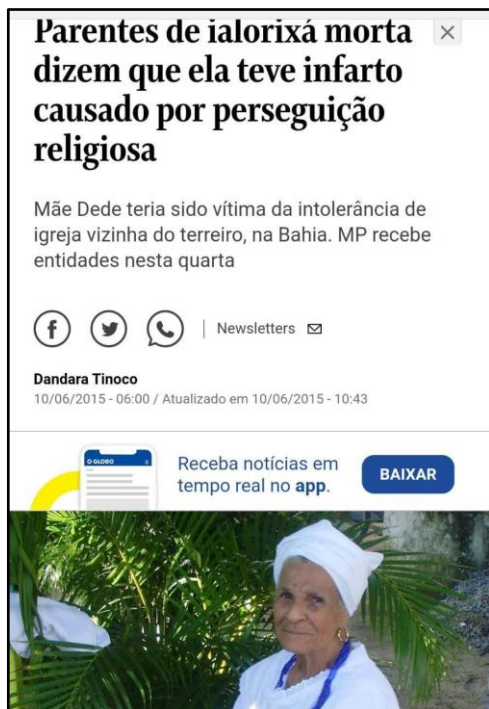 Parentes de ialorixá morta
dizem que ela teve infarto
causado por perseguição
religiosa
Mãe Dede teria sido vítima da intolerância de
igreja vizinha do terreiro, na Bahia. MP recebe
entidades nesta quarta
Newsletters
Dandara Tinoco
10/06/2015 - 06:00 / Atualizado em 10/06/2015 - 10:43
O GLOBO
Receba notícias em
tempo real no app.
BAIXAR